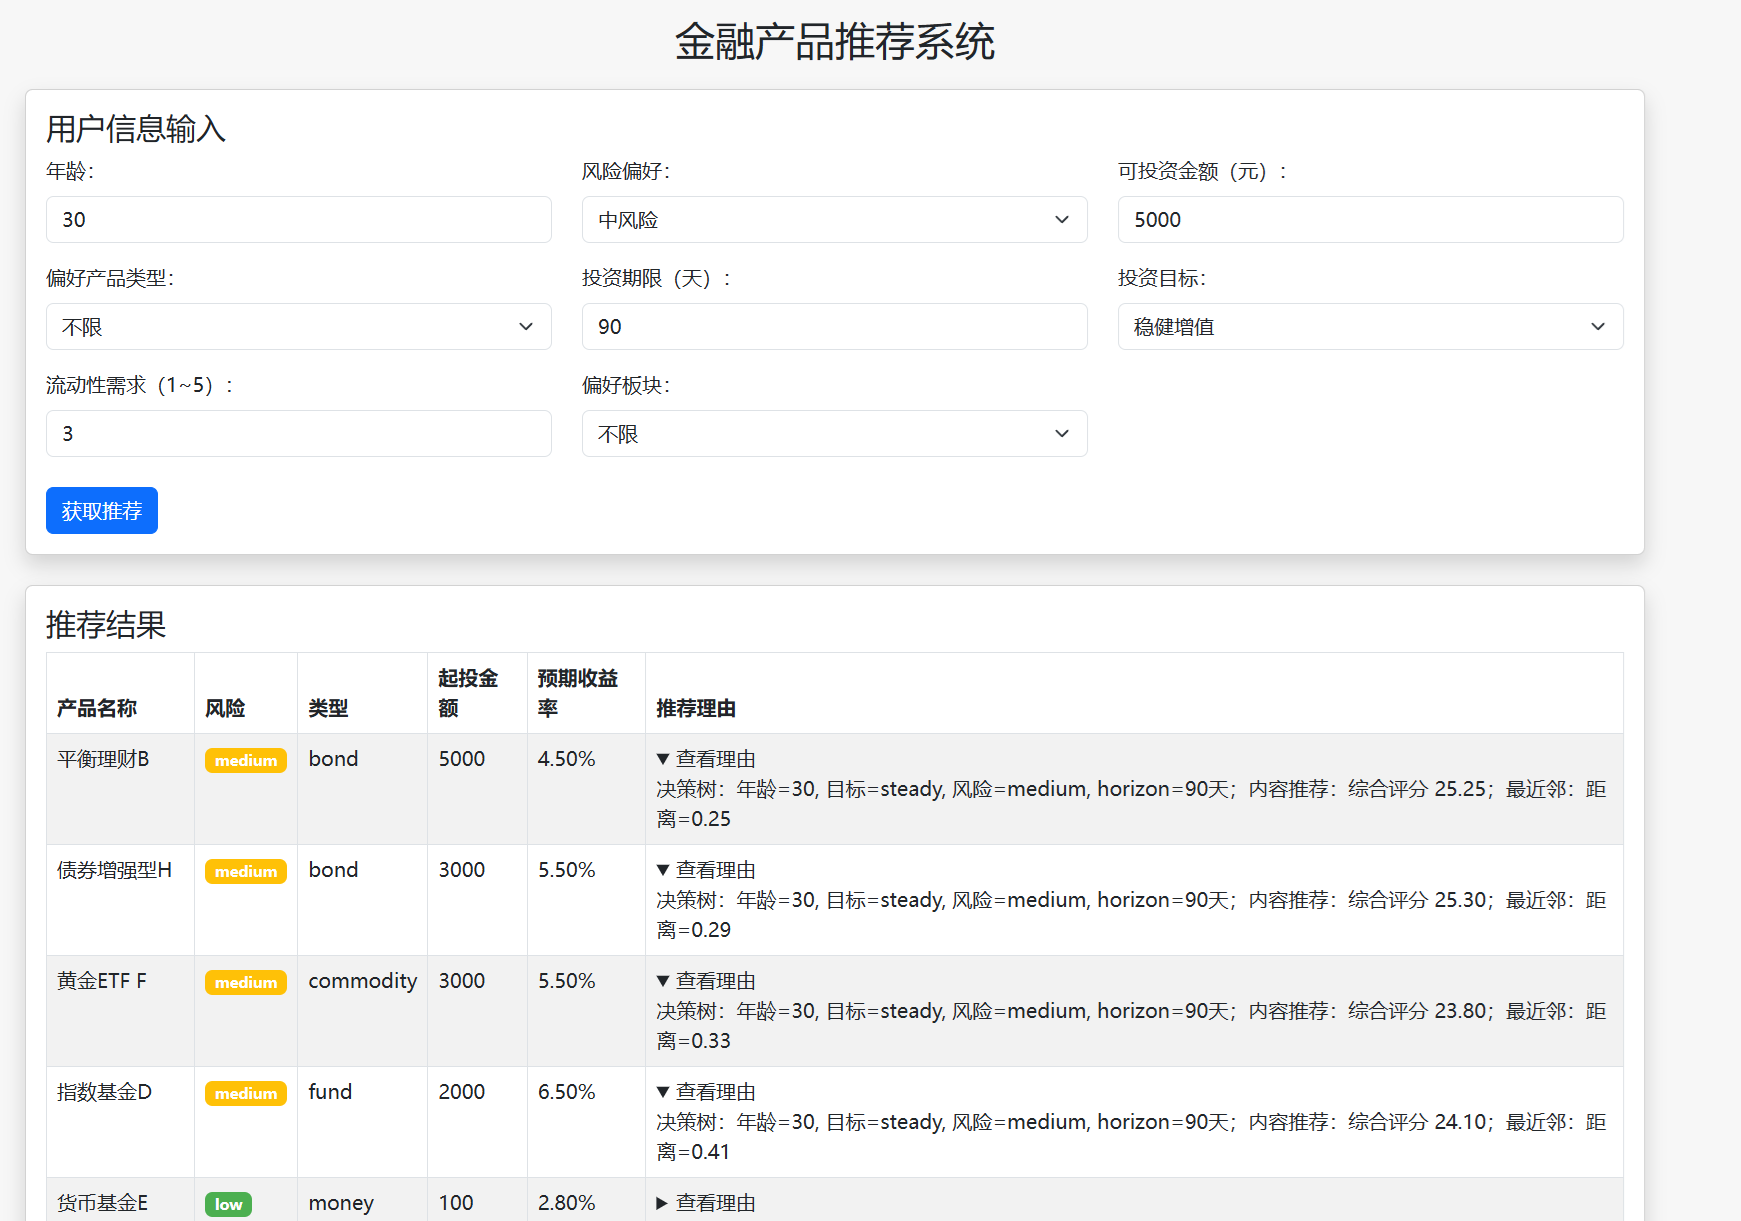 金融产品推荐系统
用户信息输入
年龄：
风险偏好：
可投资金额（元）：
30
中风险
5000
偏好产品类型：
投资期限（天）：
投资目标：
不限
90
稳健增值
流动性需求（1~5）：
偏好板块：
3
不限
获取推荐
推荐结果
产品名称 风险 类型 起投金额 预期收益率 推荐理由
平衡理财B medium bond 5000 4.50% ▼ 查看理由
决策树：年龄=30, 目标=steady, 风险=medium, horizon=90天；内容推荐：综合评分 25.25；最近邻：距
离=0.25
债券增强型H medium bond 3000 5.50% ▼ 查看理由
决策树：年龄=30, 目标=steady, 风险=medium, horizon=90天；内容推荐：综合评分 25.30；最近邻：距
离=0.29
黄金ETF F medium commodity 3000 5.50% ▼ 查看理由
决策树：年龄=30, 目标=steady, 风险=medium, horizon=90天；内容推荐：综合评分 23.80；最近邻：距
离=0.33
指数基金D medium fund 2000 6.50% ▼ 查看理由
决策树：年龄=30, 目标=steady, 风险=medium, horizon=90天；内容推荐：综合评分 24.10；最近邻：距
离=0.41
货币基金E low money 100 2.80% ▶ 查看理由